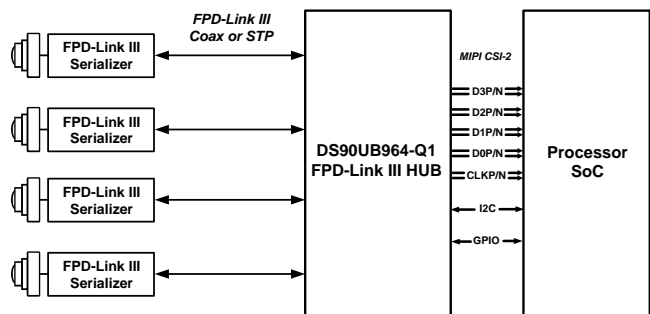 FPD-Link III
Coax or STP
FPD-Link III
Serializer
FPD-Link III
Serializer
FPD-Link III
Serializer
FPD-Link III
Serializer
DS90UB964-Q1
FPD-Link III HUB
MIPI CSI-2
D3P/N
D2P/N
D1P/N
D0P/N
CLKP/N
I2C
GPIO
Processor
SoC